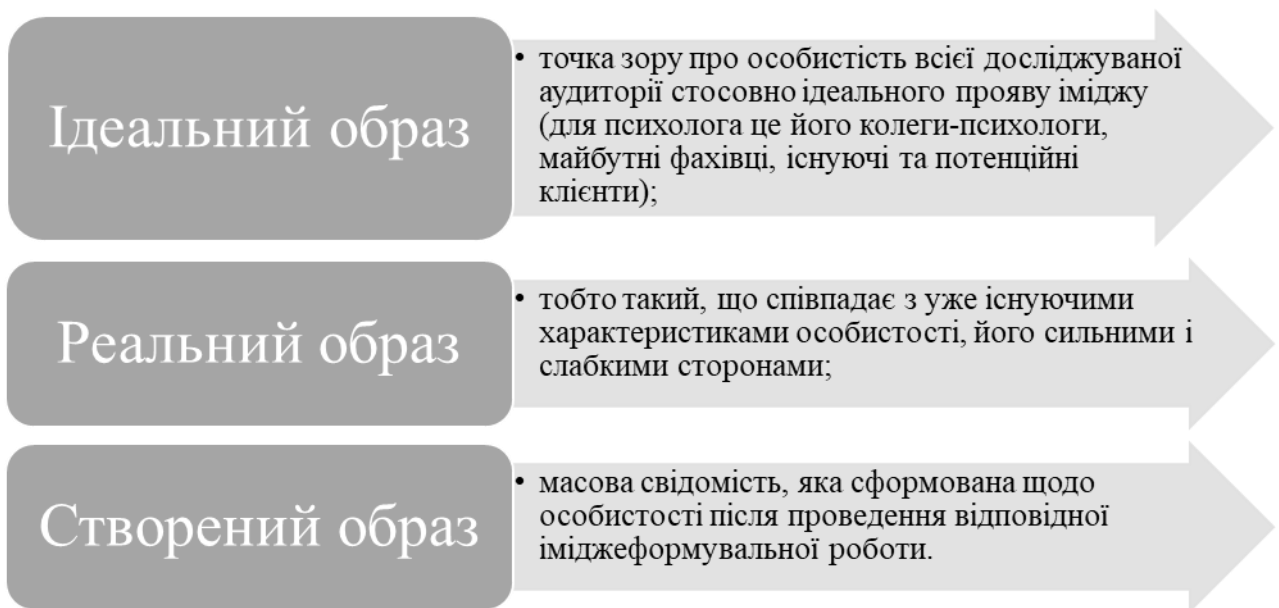 Ідеальний образ
• точка зору про особистість всієї досліджуваної
аудиторії стосовно ідеального прояву іміджу
(для психолога це його колеги-психологи,
майбутні фахівці, існуючі та потенційні
клієнти);
Реальний образ
• тобто такий, що співпадає з уже існуючими
характеристиками особистості, його сильними і
слабкими сторонами;
Створений образ
• масова свідомість, яка сформована щодо
особистості після проведення відповідної
іміджеформувальної роботи.